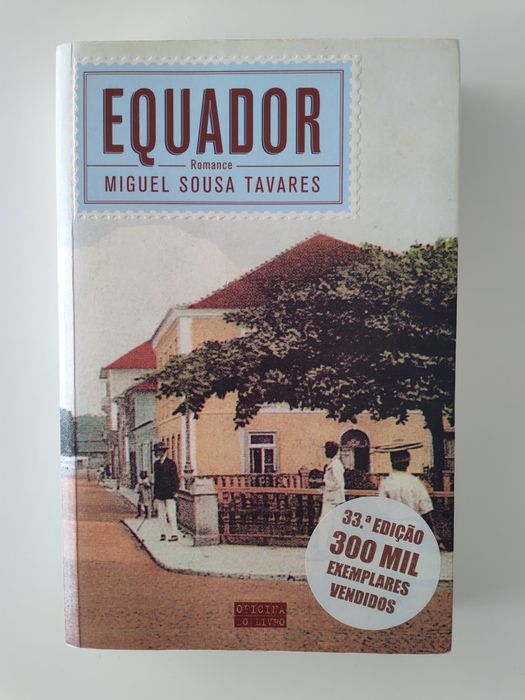 EQUADOR
Romance
MIGUEL SOUSA TAVARES
33.ª EDIÇÃO
300 MIL
EXEMPLARES
VENDIDOS
OFICINA
DO LIVRO